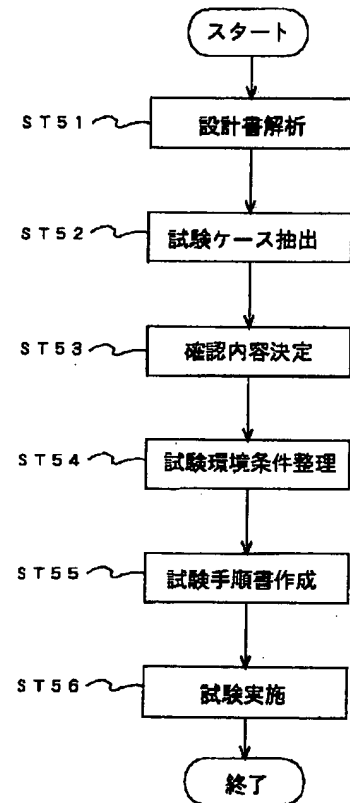 スタート
ST51 設計書解析
ST52 試験ケース抽出
ST53 確認内容決定
ST54 試験環境条件整理
ST55 試験手順書作成
ST56 試験実施
終了